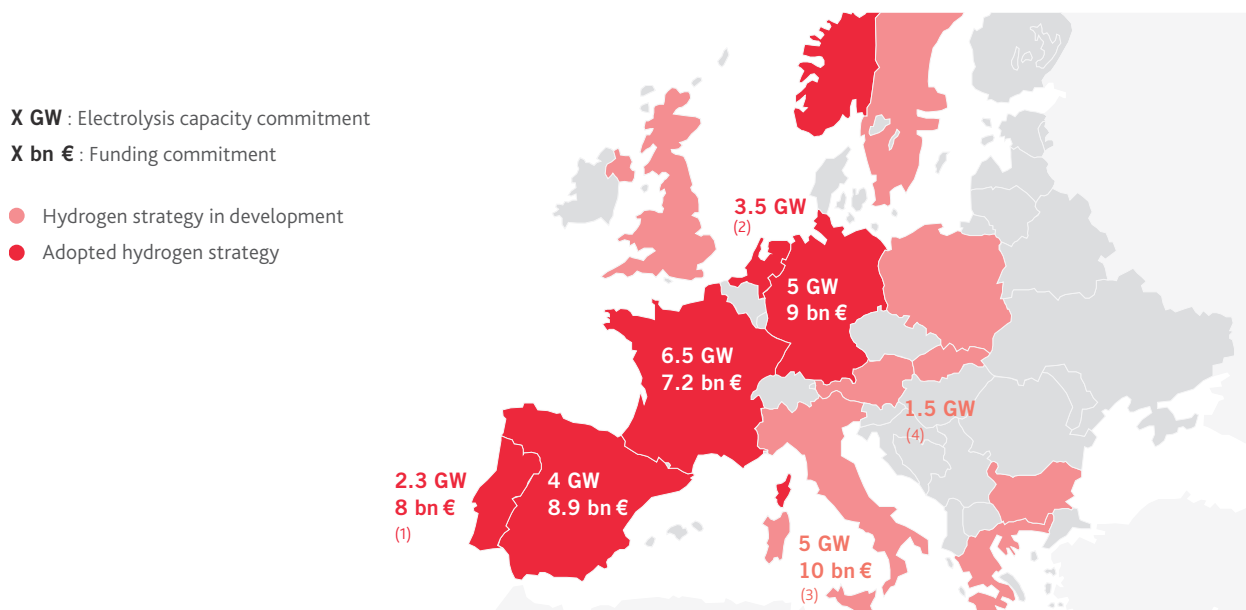 X GW : Electrolysis capacity commitment
X bn € : Funding commitment
Hydrogen strategy in development
Adopted hydrogen strategy
3.5 GW
(2)
5 GW
9 bn €
6.5 GW
7.2 bn €
1.5 GW
(4)
2.3 GW
8 bn €
(1)
4 GW
8.9 bn €
5 GW
10 bn €
(3)